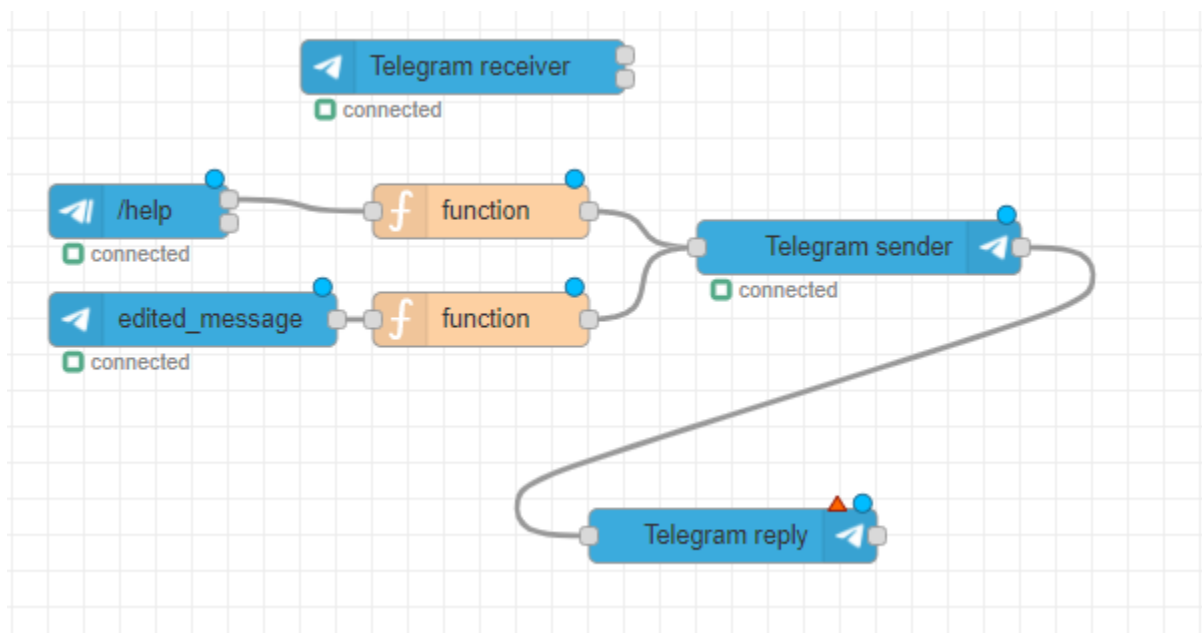 Telegram receiver
connected
/help
function
connected
Telegram sender
connected
edited_message
function
connected
Telegram reply